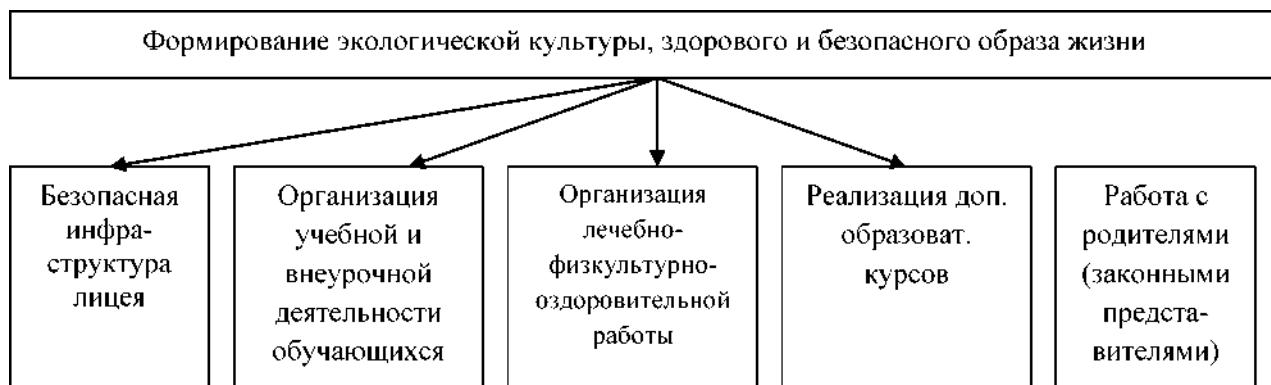 Формирование экологической культуры, здорового и безопасного образа жизни
Безопасная
инфра-
структура
лицея
Организация
учебной и
внеурочной
деятельности
обучающихся
Организация
лечебно-
физкультурно-
оздоровительной
работы
Реализация доп.
образоват.
курсов
Работа с
родителями
(законными
предста-
вителями)